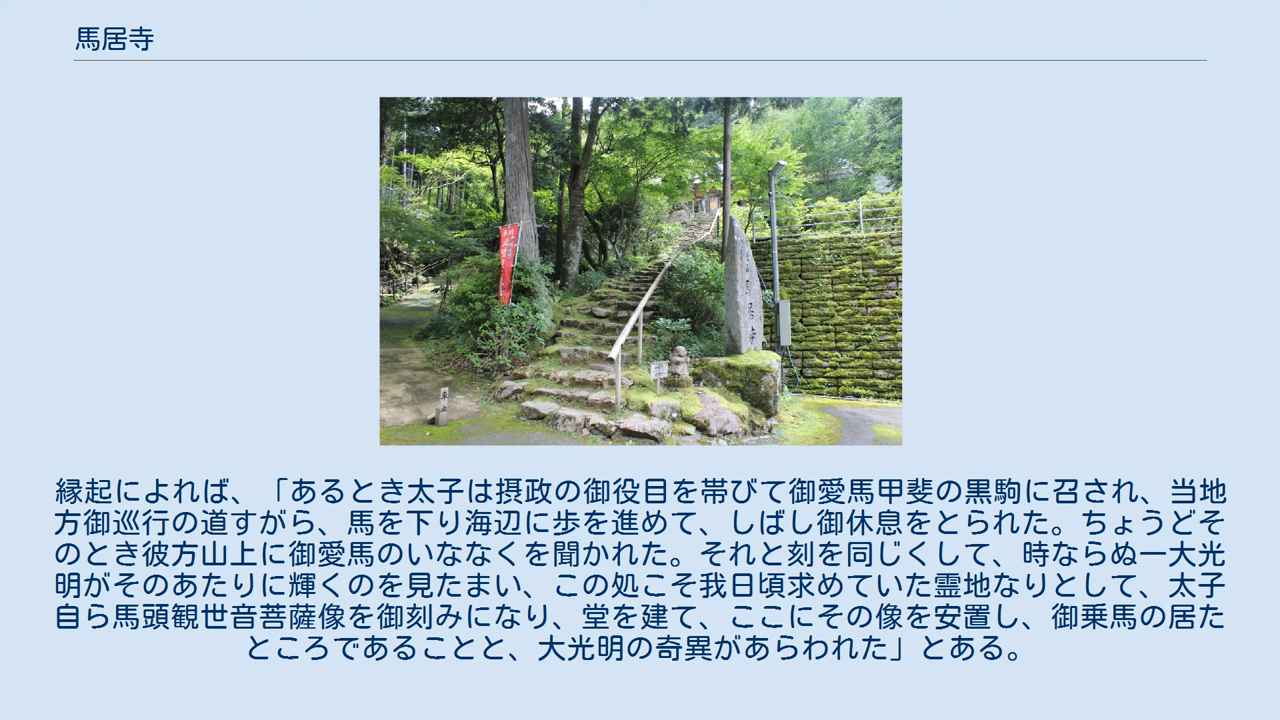 馬居寺
馬居寺
車止
縁起によれば、「あるとき太子は摂政の御役目を帯びて御愛馬甲斐の黒駒に召され、当地
方御巡行の道すがら、馬を下り海辺に歩を進めて、しばし御休息をとられた。ちょうどそ
のとき彼方山上に御愛馬のいななくを聞かれた。それと刻を同じくして、時ならぬ一大光
明がそのあたりに輝くのを見たまい、この処こそ我日頃求めていた霊地なりとして、太子
自ら馬頭観世音菩薩像を御刻みになり、堂を建て、ここにその像を安置し、御乗馬の居た
ところであることと、大光明の奇異があらわれた」とある。